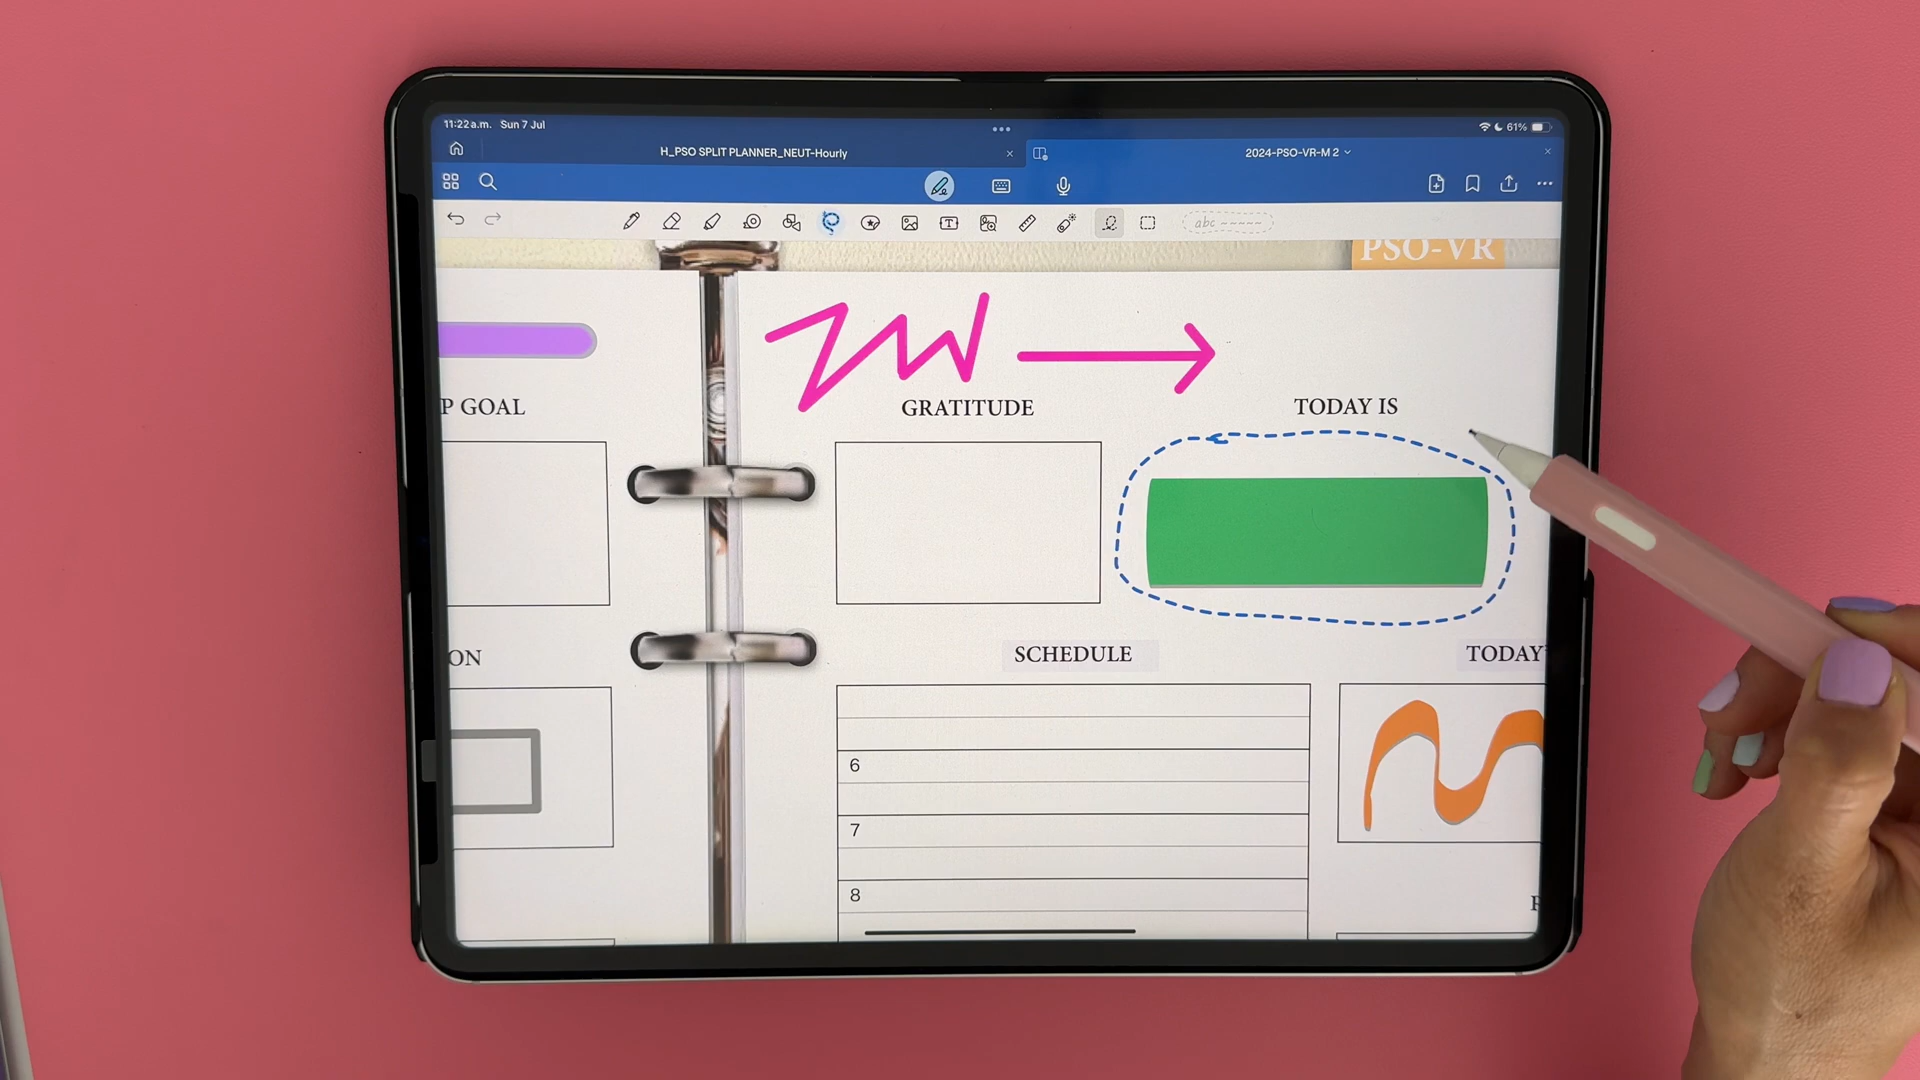 11:22 a.m. Sun 7 Jul
61%
H_PSO SPLIT PLANNER_NEUT-Hourly
2024-PSO-VR-M 2
abc
PSO-VR
P GOAL
GRATITUDE
TODAY IS
ON
SCHEDULE
TODAY'
6
7
8